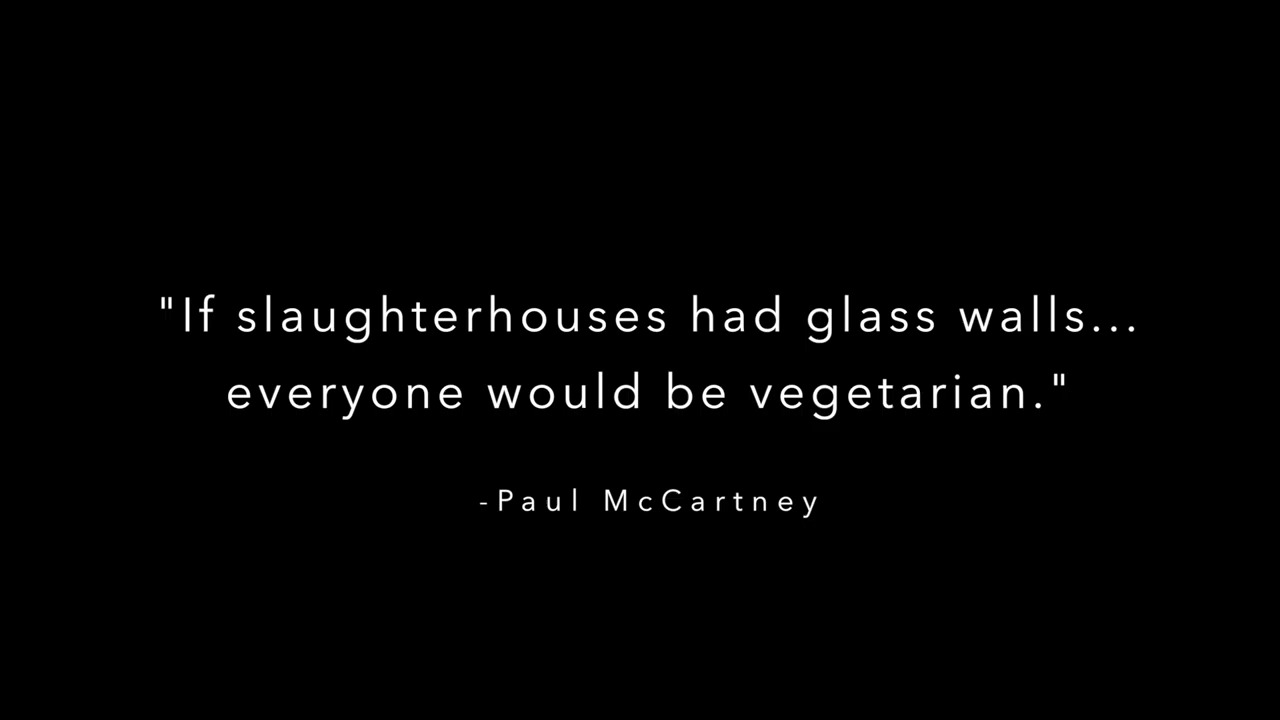 "If slaughterhouses had glass walls...
everyone would be vegetarian."
-Paul McCartney